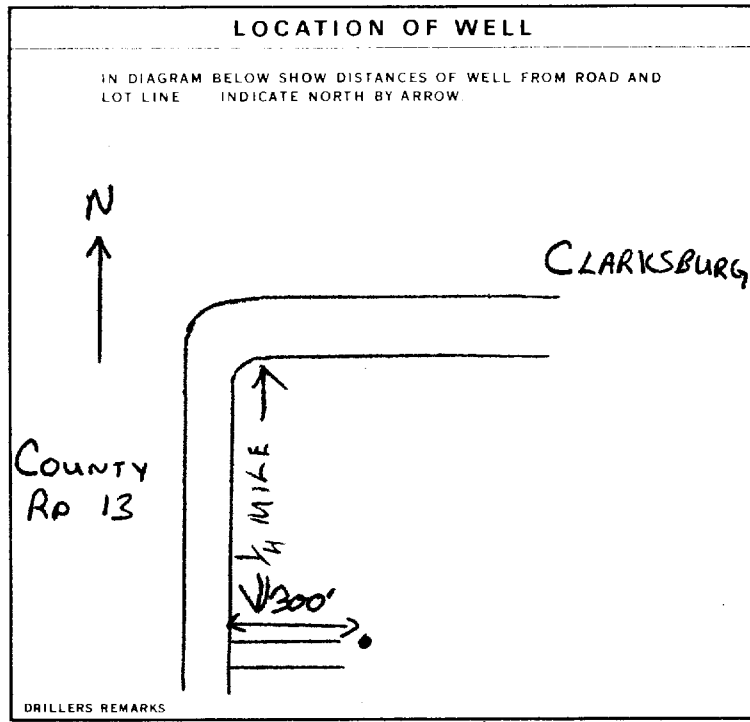 LOCATION OF WELL
IN DIAGRAM BELOW SHOW DISTANCES OF WELL FROM ROAD AND
LOT LINE INDICATE NORTH BY ARROW.
N
CLARKSBURG
COUNTY
RD 13
1/4 MILE
300'
DRILLERS REMARKS